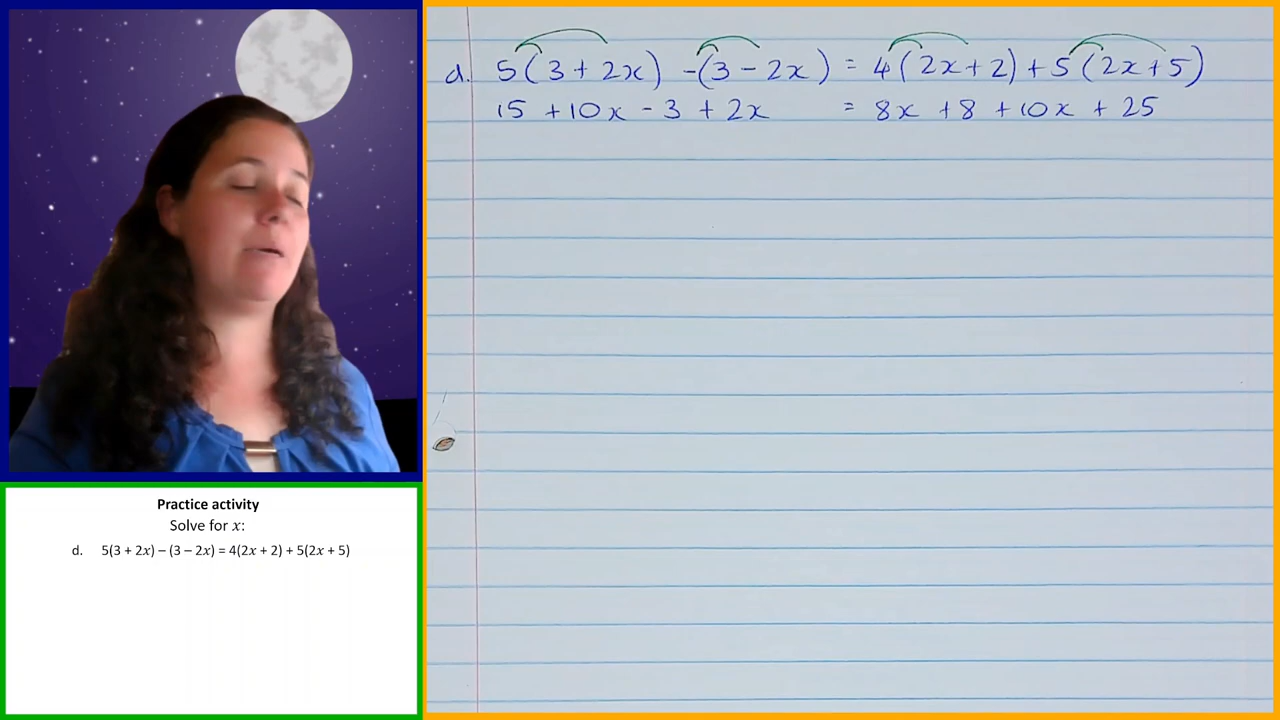 d. 5(3 + 2x) -(3 - 2x) = 4(2x + 2) + 5(2x + 5)
15 + 10x - 3 + 2x = 8x + 8 + 10x + 25
Practice activity
Solve for x:
d. 5(3 + 2x) – (3 – 2x) = 4(2x + 2) + 5(2x + 5)